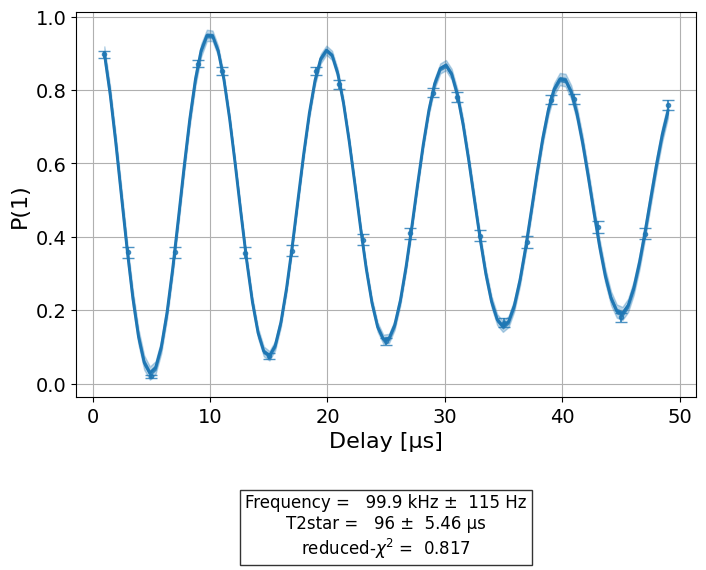 1.0
0.8
0.6
0.4
0.2
0.0
P(1)
0 10 20 30 40 50
Delay [µs]
Frequency = 99.9 kHz ± 115 Hz
T2star = 96 ± 5.46 µs
reduced-χ² = 0.817